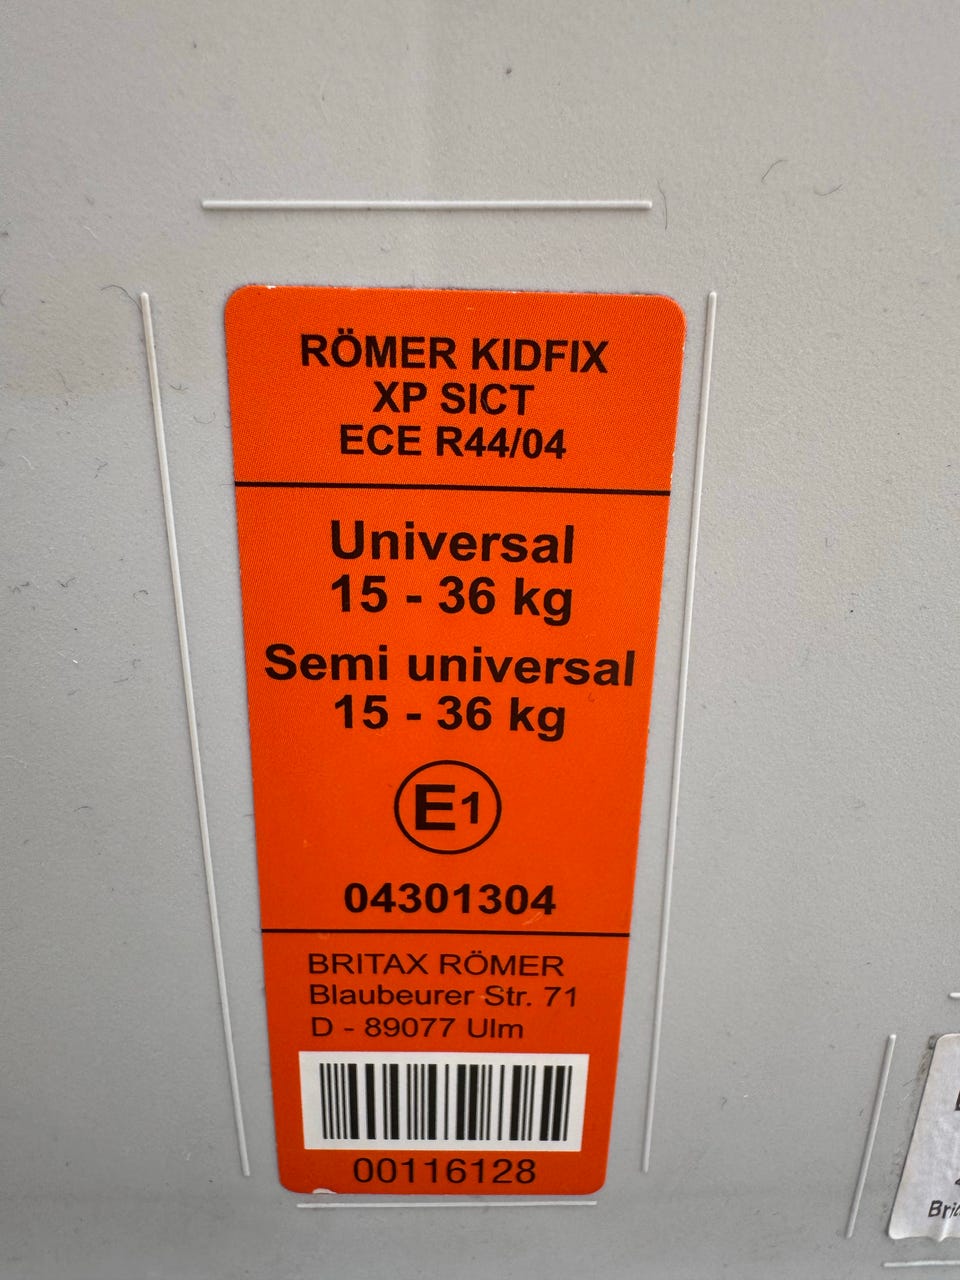 RÖMER KIDFIX
XP SICT
ECE R44/04
Universal
15 - 36 kg
Semi universal
15 - 36 kg
E1
04301304
BRITAX RÖMER
Blaubeurer Str. 71
D - 89077 Ulm
00116128